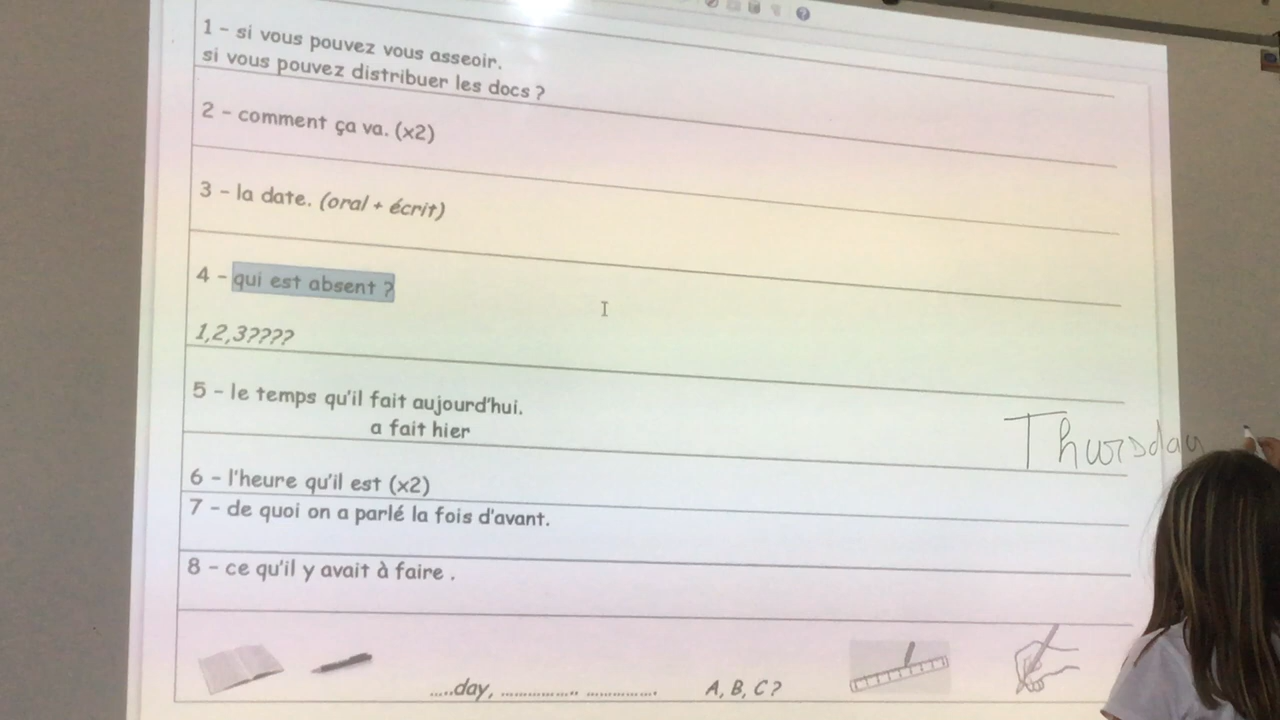 1 - si vous pouvez vous asseoir.
si vous pouvez distribuer les docs ?
2 - comment ça va. (x2)
3 - la date. (oral + écrit)
4 - qui est absent ?
1,2,3????
5 - le temps qu'il fait aujourd'hui.
a fait hier
Thursday
6 - l'heure qu'il est (x2)
7 - de quoi on a parlé la fois d'avant.
8 - ce qu'il y avait à faire .
.....day, ............... ............... A, B, C ?